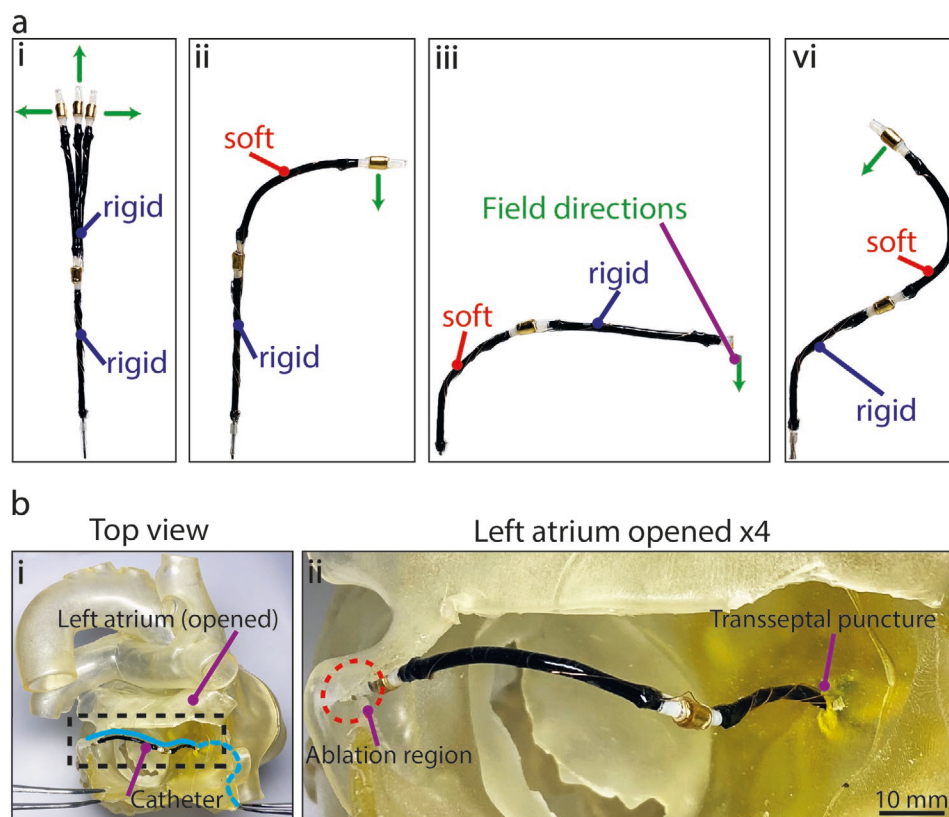 a
i
rigid
rigid
ii
soft
rigid
iii
Field directions
rigid
soft
vi
soft
rigid
b
Top view
i
Left atrium (opened)
Catheter
Left atrium opened x4
ii
Transseptal puncture
Ablation region
10 mm